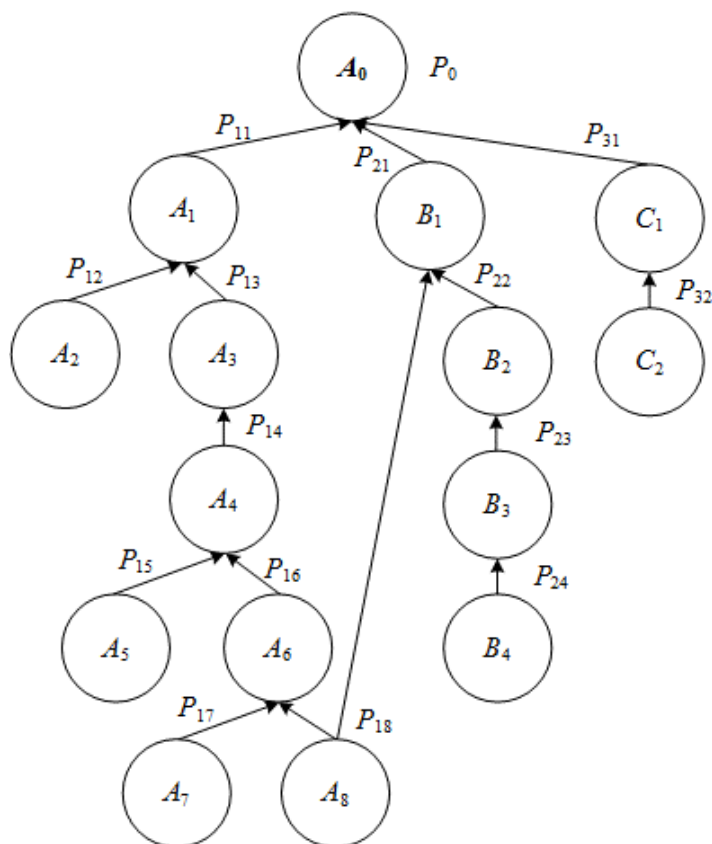 A₀ P₀
P₁₁ P₂₁ P₃₁
A₁ B₁ C₁
P₁₂ P₁₃ P₂₂ P₃₂
A₂ A₃ B₂ C₂
P₁₄ P₂₃
A₄ B₃
P₁₅ P₁₆ P₂₄
A₅ A₆ B₄
P₁₇ P₁₈
A₇ A₈